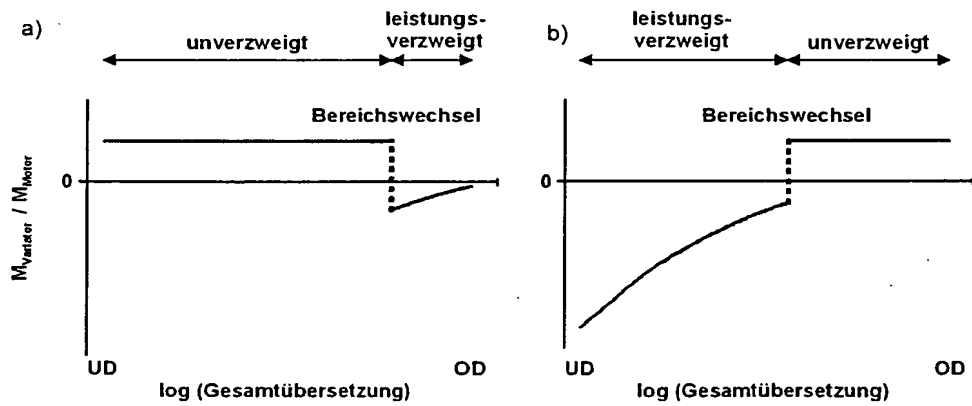 a)
unverzweigt
leistungs-
verzweigt
Bereichswechsel
0
M_Variator / M_Motor
UD
OD
log (Gesamtübersetzung)
b)
leistungs-
verzweigt
unverzweigt
Bereichswechsel
0
UD
OD
log (Gesamtübersetzung)